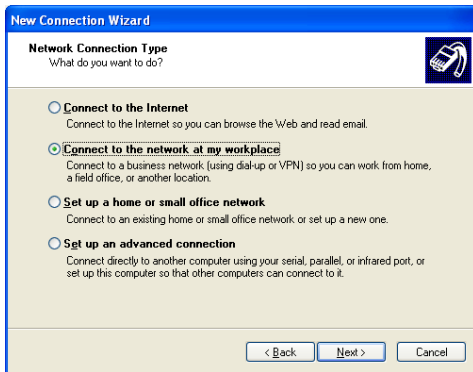 New Connection Wizard
Network Connection Type
What do you want to do?
Connect to the Internet
Connect to the Internet so you can browse the Web and read email.
Connect to the network at my workplace
Connect to a business network (using dial-up or VPN) so you can work from home,
a field office, or another location.
Set up a home or small office network
Connect to an existing home or small office network or set up a new one.
Set up an advanced connection
Connect directly to another computer using your serial, parallel, or infrared port, or
set up this computer so that other computers can connect to it.
< Back Next > Cancel